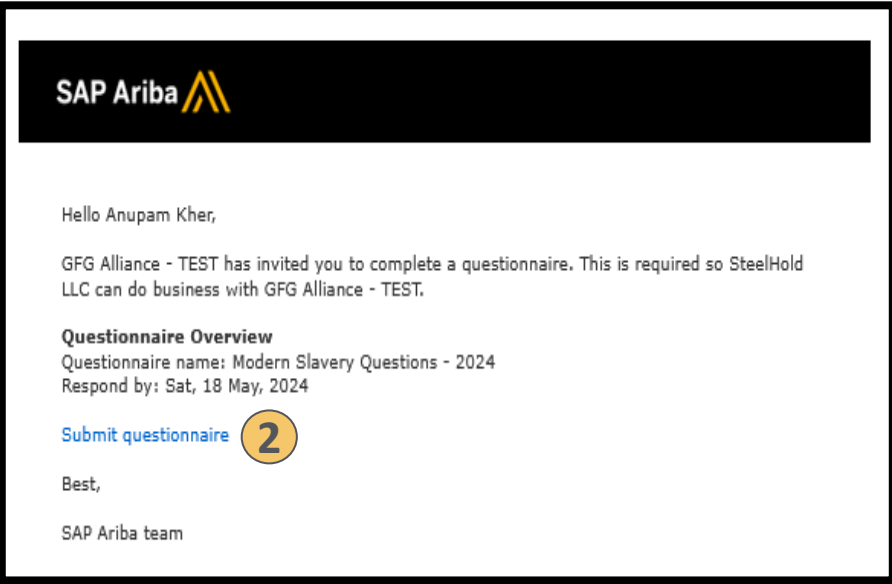 SAP Ariba
Hello Anupam Kher,
GFG Alliance - TEST has invited you to complete a questionnaire. This is required so SteelHold
LLC can do business with GFG Alliance - TEST.
Questionnaire Overview
Questionnaire name: Modern Slavery Questions - 2024
Respond by: Sat, 18 May, 2024
Submit questionnaire 2
Best,
SAP Ariba team